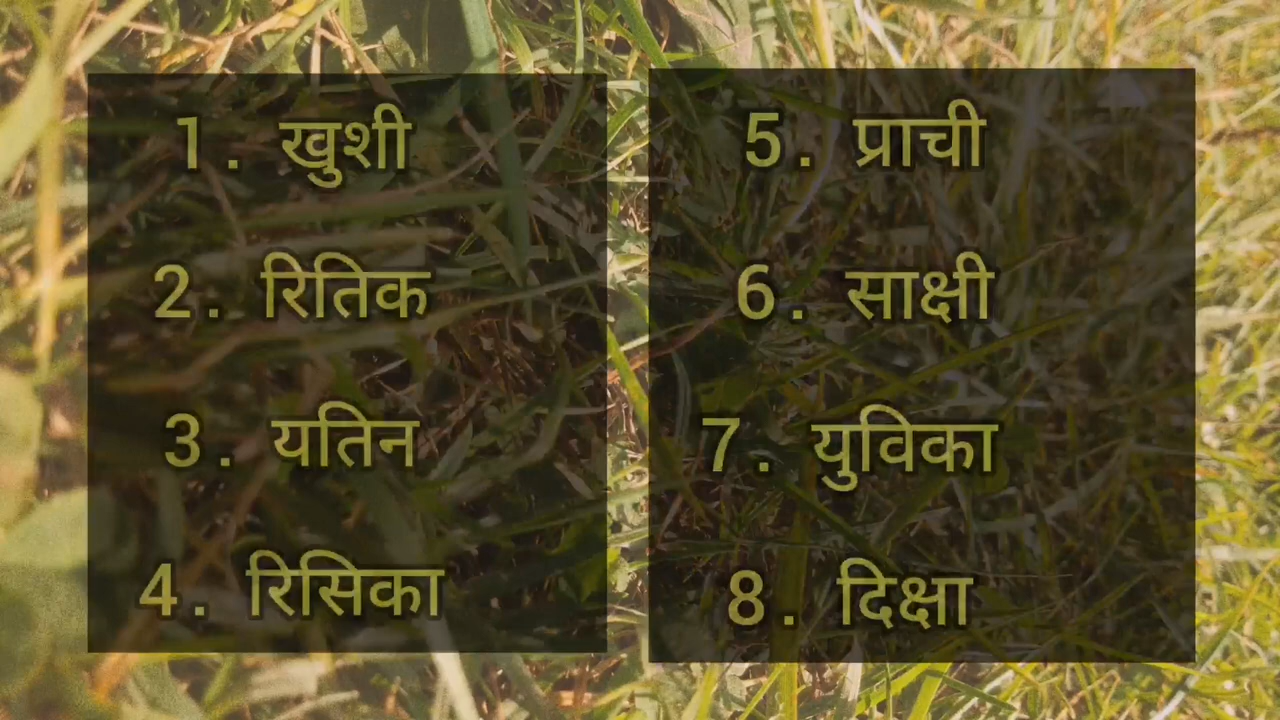 1. खुशी
2. रितिक
3. यतिन
4. रिसिका
5. प्राची
6. साक्षी
7. युविका
8. दिक्षा